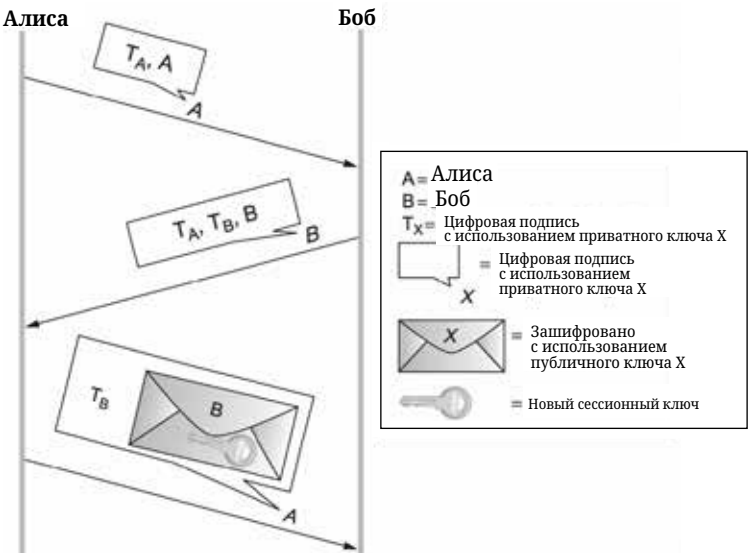 Алиса
Боб
T_A, A
A
T_A, T_B, B
B
T_B
B
A
A= Алиса
B= Боб
T_X= Цифровая подпись
с использованием приватного ключа X
= Цифровая подпись
с использованием
приватного ключа X
X
X
= Зашифровано
с использованием
публичного ключа X
= Новый сессионный ключ